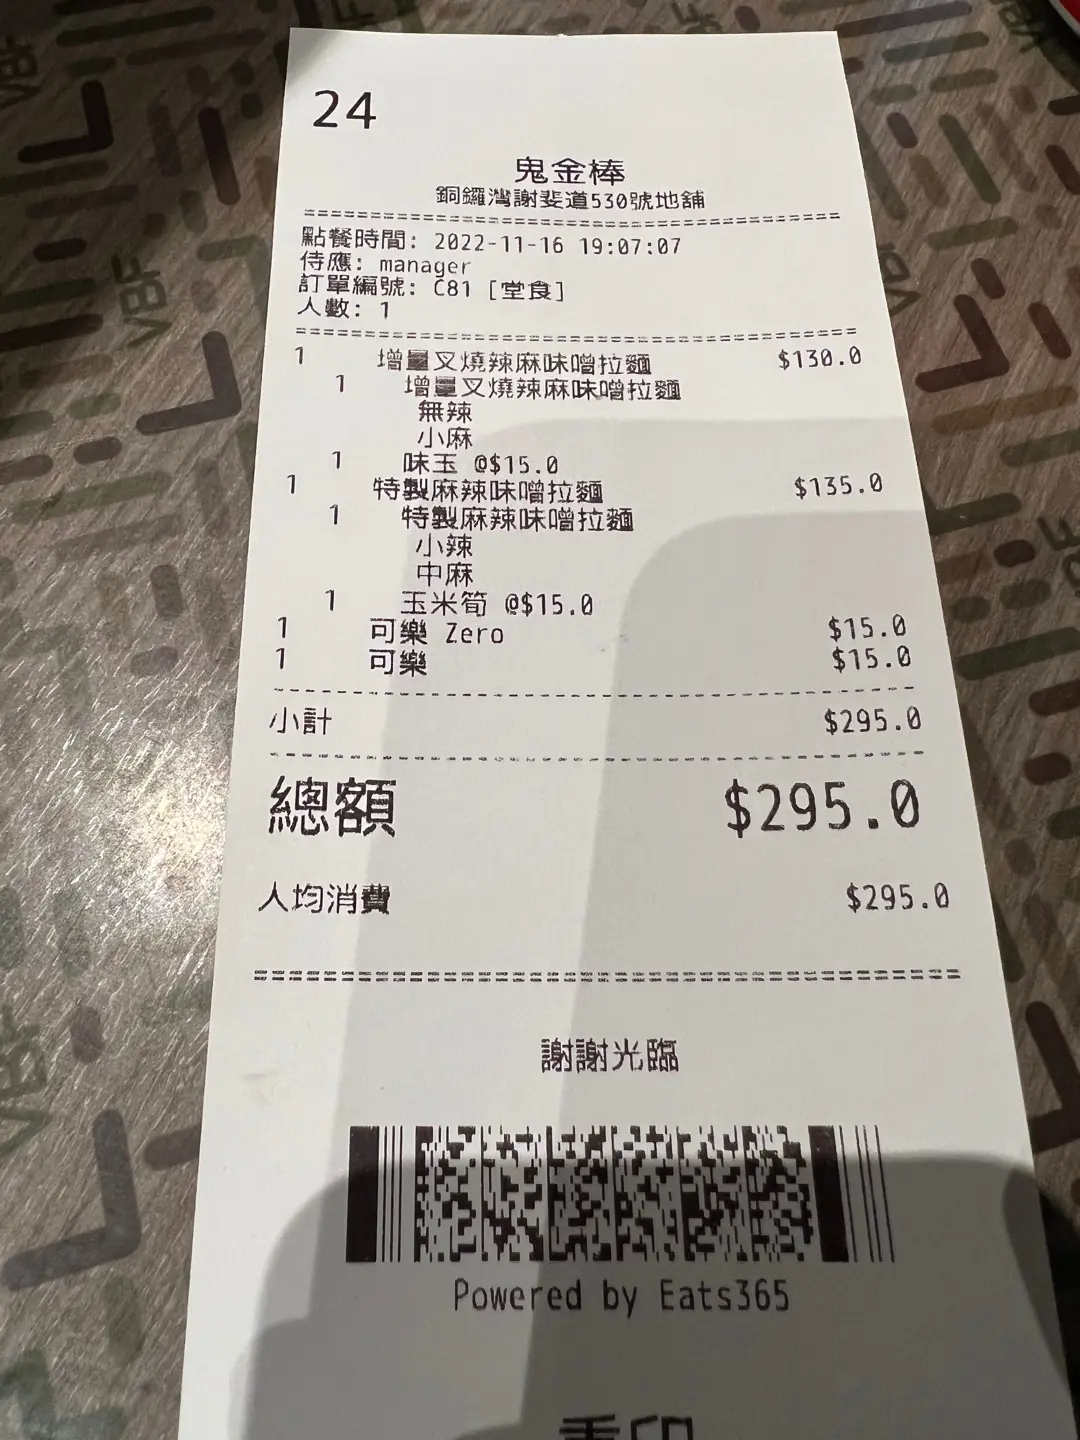 24
鬼金棒
銅鑼灣謝斐道530號地舖
點餐時間: 2022-11-16 19:07:07
侍應: manager
訂單編號: C81 [堂食]
人數: 1
1 增量叉燒辣麻味噌拉麵 $130.0
1 增量叉燒辣麻味噌拉麵
無辣
小麻
1 味玉 @$15.0
1 特製麻辣味噌拉麵 $135.0
1 特製麻辣味噌拉麵
小辣
中麻
1 玉米筍 @$15.0
1 可樂 Zero $15.0
1 可樂 $15.0
小計 $295.0
總額 $295.0
人均消費 $295.0
謝謝光臨
Powered by Eats365
重印